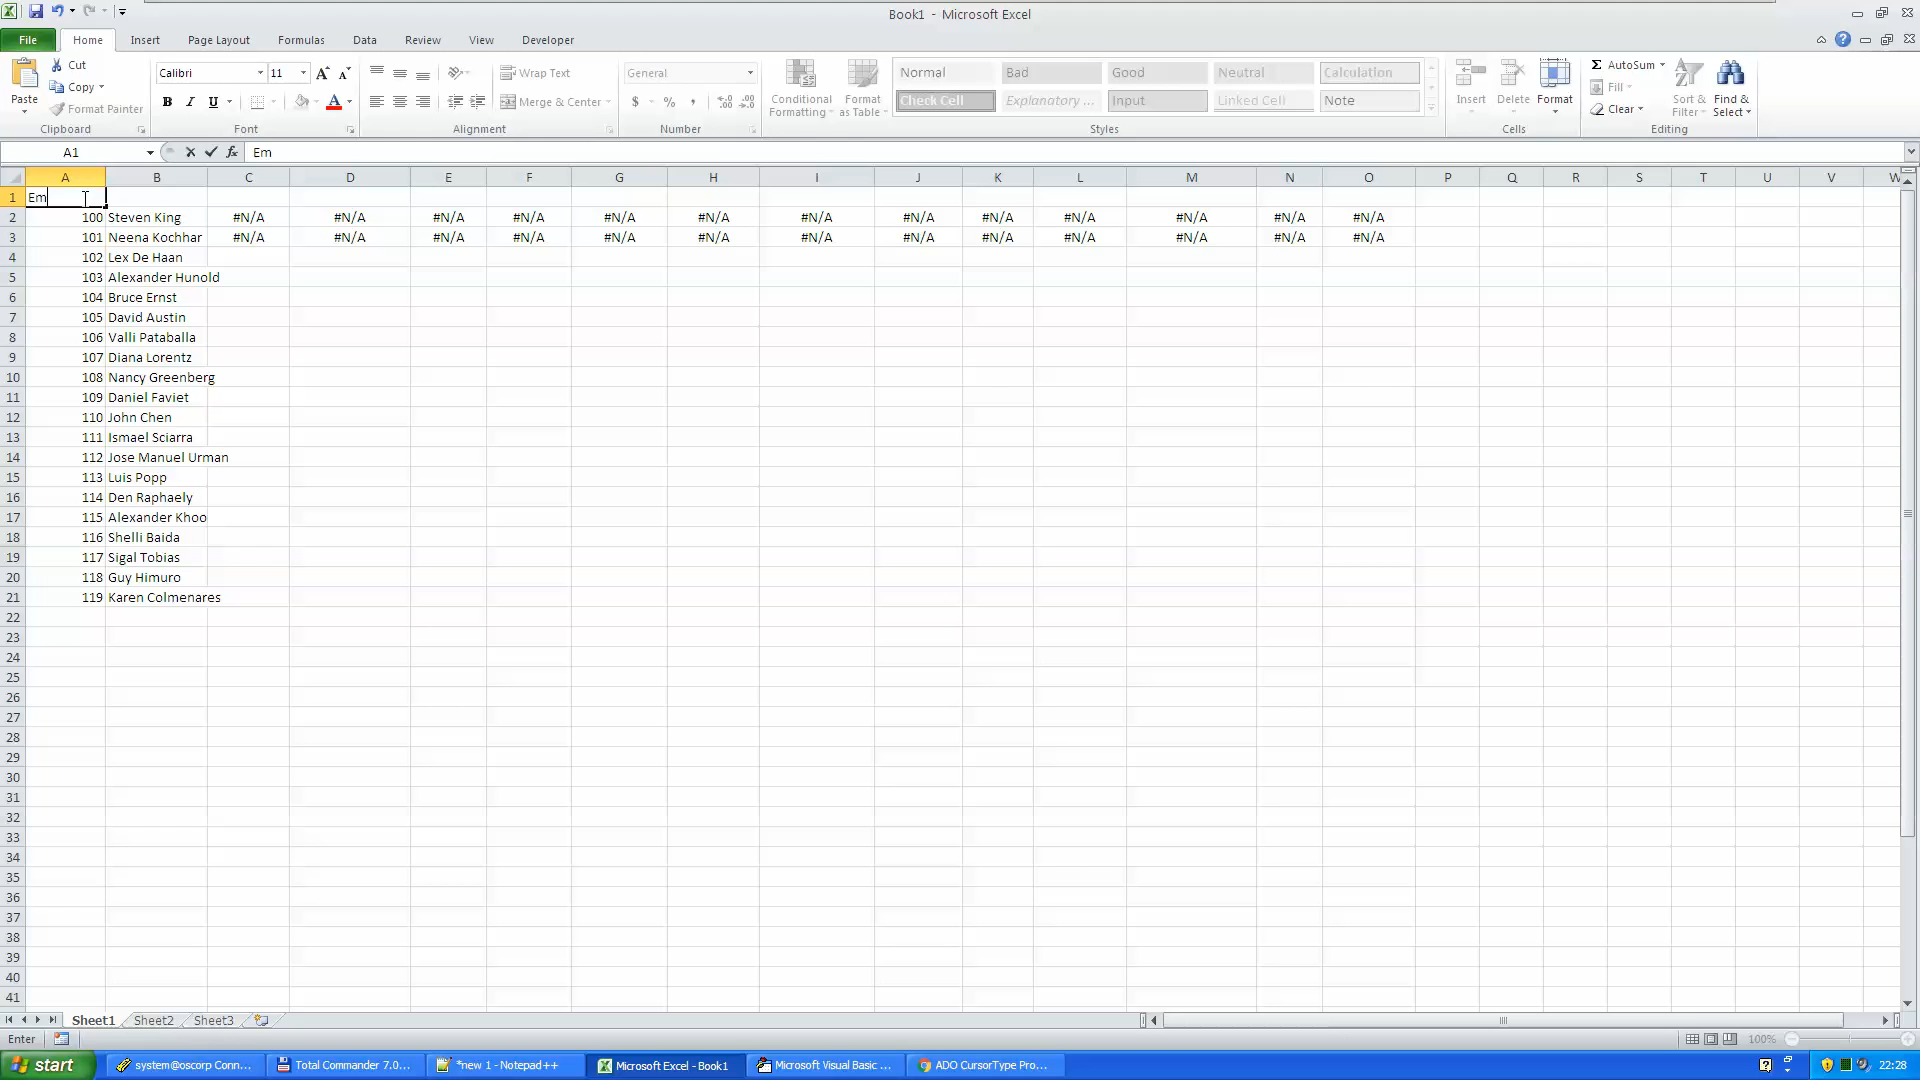 Book1 - Microsoft Excel
File Home Insert Page Layout Formulas Data Review View Developer
Paste
Cut
Copy
Format Painter
Clipboard
Calibri 11
B I U
Font
Wrap Text
Merge & Center
Alignment
General
$ % ,
Number
Conditional Formatting
Format as Table
Normal Bad Good Neutral Calculation
Check Cell Explanatory ... Input Linked Cell Note
Styles
Insert Delete Format
Cells
AutoSum
Fill
Clear
Sort & Filter
Find & Select
Editing
A1 fx Em
A B C D E F G H I J K L M N O P Q R S T U V W
1 Em
2 100 Steven King #N/A #N/A #N/A #N/A #N/A #N/A #N/A #N/A #N/A #N/A #N/A #N/A #N/A
3 101 Neena Kochhar #N/A #N/A #N/A #N/A #N/A #N/A #N/A #N/A #N/A #N/A #N/A #N/A #N/A
4 102 Lex De Haan
5 103 Alexander Hunold
6 104 Bruce Ernst
7 105 David Austin
8 106 Valli Pataballa
9 107 Diana Lorentz
10 108 Nancy Greenberg
11 109 Daniel Faviet
12 110 John Chen
13 111 Ismael Sciarra
14 112 Jose Manuel Urman
15 113 Luis Popp
16 114 Den Raphaely
17 115 Alexander Khoo
18 116 Shelli Baida
19 117 Sigal Tobias
20 118 Guy Himuro
21 119 Karen Colmenares
22
23
24
25
26
27
28
29
30
31
32
33
34
35
36
37
38
39
40
41
Sheet1 Sheet2 Sheet3
Enter 100%
start system@oscorp Conn... Total Commander 7.0... *new 1 - Notepad++ Microsoft Excel - Book1 Microsoft Visual Basic ... ADO CursorType Pro... 22:28